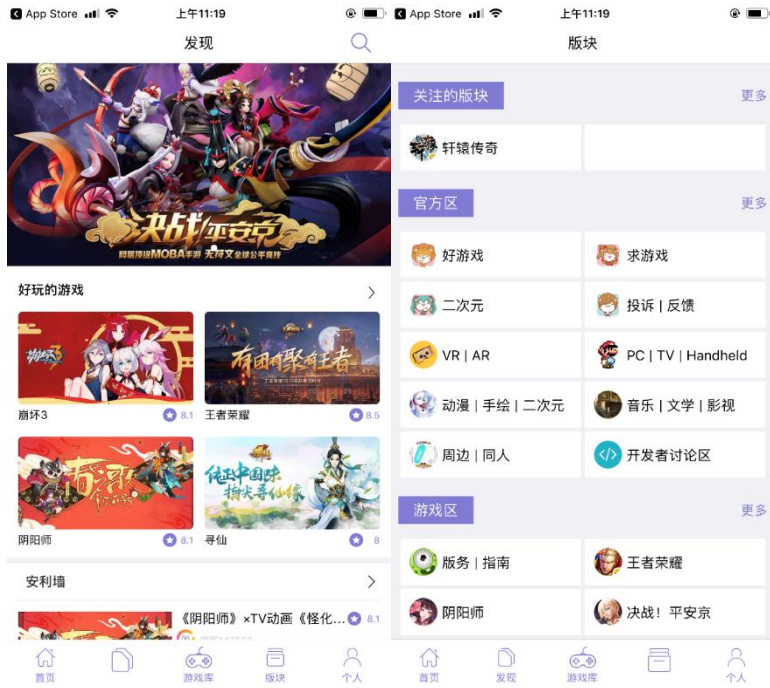 App Store
上午11:19
发现
决战!平安京
网易顶级MOBA手游 无符文全球公平竞技
好玩的游戏
崩坏3
8.1
王者荣耀
8.5
有团有聚有王者
春之歌
纯正中国味
指尖寻仙缘
阴阳师
8.1
寻仙
8
安利墙
《阴阳师》×TV动画《怪化...
8.1
首页
游戏库
版块
个人
App Store
上午11:19
版块
关注的版块
更多
轩辕传奇
官方区
更多
好游戏
求游戏
二次元
投诉 | 反馈
VR | AR
PC | TV | Handheld
动漫 | 手绘 | 二次元
音乐 | 文学 | 影视
周边 | 同人
开发者讨论区
游戏区
更多
版务 | 指南
王者荣耀
阴阳师
决战！平安京
首页
发现
游戏库
个人